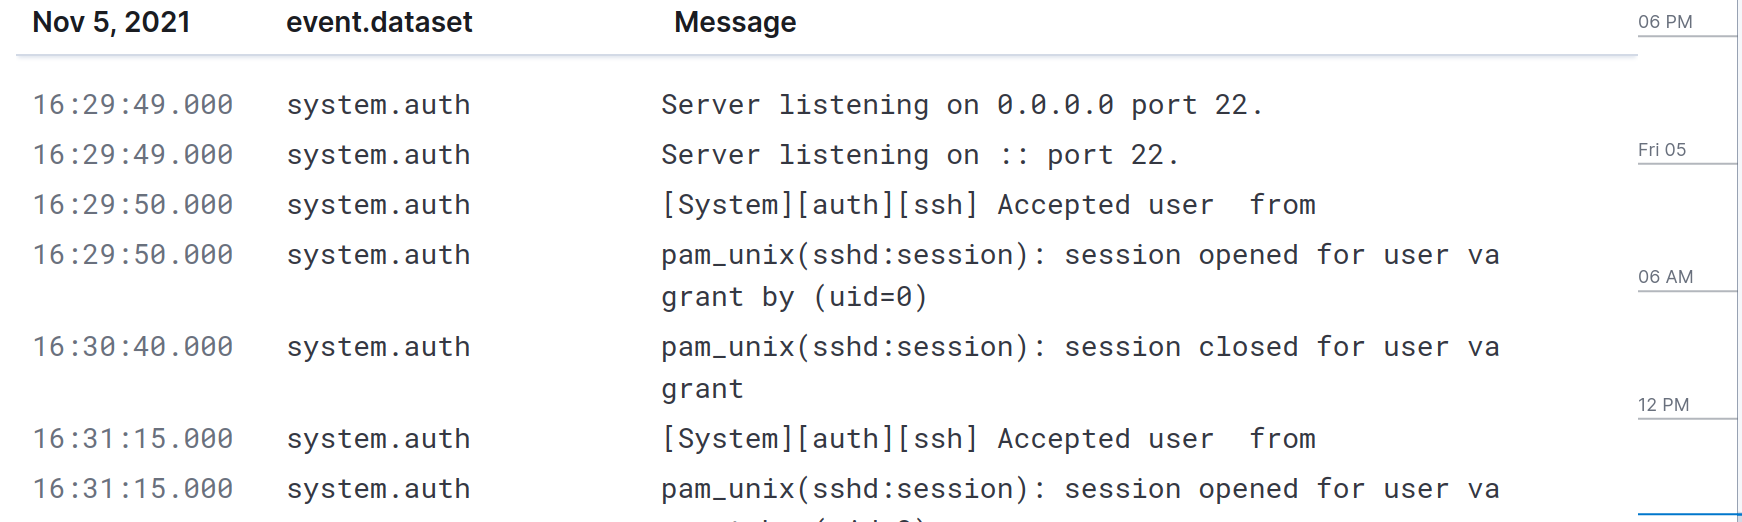 Nov 5, 2021 event.dataset Message
06 PM
16:29:49.000 system.auth Server listening on 0.0.0.0 port 22.
16:29:49.000 system.auth Server listening on :: port 22.
Fri 05
16:29:50.000 system.auth [System][auth][ssh] Accepted user  from
16:29:50.000 system.auth pam_unix(sshd:session): session opened for user va
06 AM
grant by (uid=0)
16:30:40.000 system.auth pam_unix(sshd:session): session closed for user va
grant
12 PM
16:31:15.000 system.auth [System][auth][ssh] Accepted user  from
16:31:15.000 system.auth pam_unix(sshd:session): session opened for user va